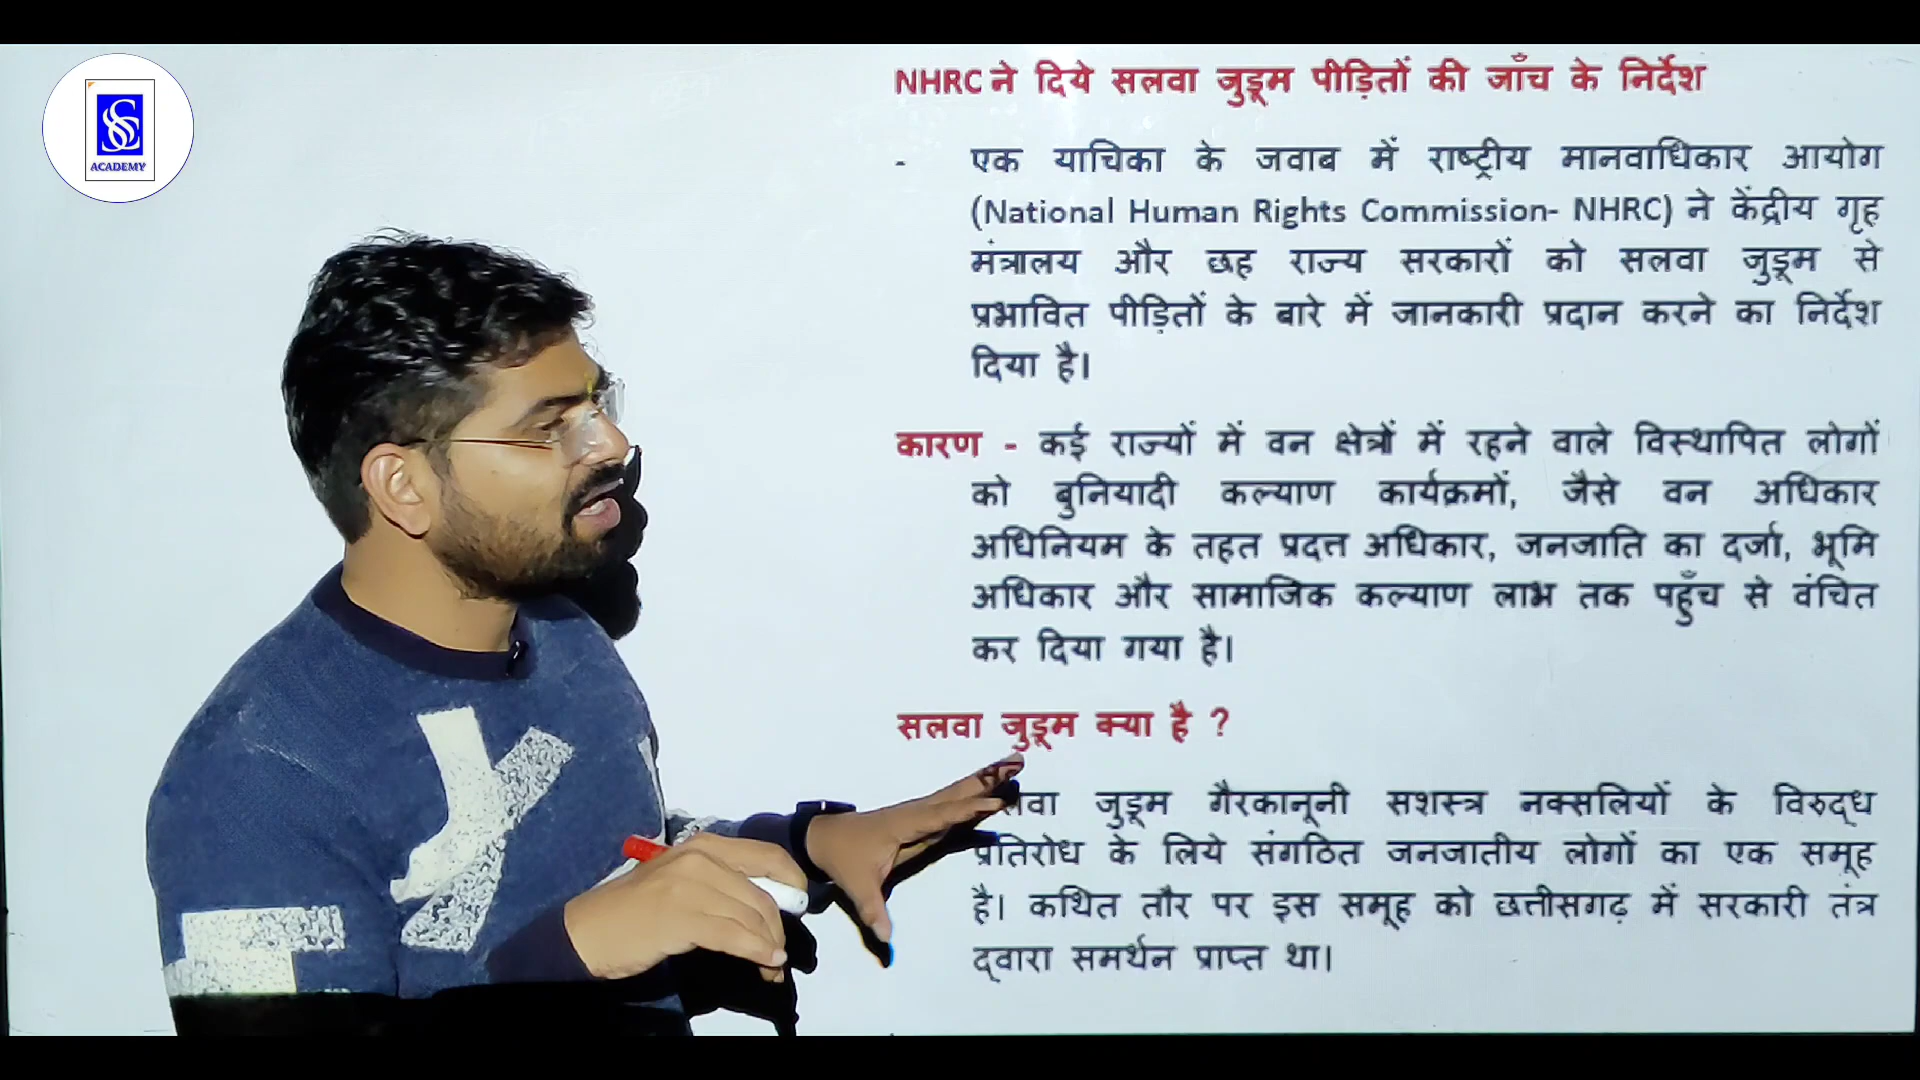 SSC
ACADEMY
NHRC ने दिये सलवा जुडूम पीड़ितों की जाँच के निर्देश
- एक याचिका के जवाब में राष्ट्रीय मानवाधिकार आयोग
(National Human Rights Commission- NHRC) ने केंद्रीय गृह
मंत्रालय और छह राज्य सरकारों को सलवा जुडूम से
प्रभावित पीड़ितों के बारे में जानकारी प्रदान करने का निर्देश
दिया है।
कारण - कई राज्यों में वन क्षेत्रों में रहने वाले विस्थापित लोगों
को बुनियादी कल्याण कार्यक्रमों, जैसे वन अधिकार
अधिनियम के तहत प्रदत्त अधिकार, जनजाति का दर्जा, भूमि
अधिकार और सामाजिक कल्याण लाभ तक पहुँच से वंचित
कर दिया गया है।
सलवा जुडूम क्या है ?
जुडूम गैरकानूनी सशस्त्र नक्सलियों के विरुद्ध
प्रतिरोध के लिये संगठित जनजातीय लोगों का एक समूह
है। कथित तौर पर इस समूह को छत्तीसगढ़ में सरकारी तंत्र
द्वारा समर्थन प्राप्त था।